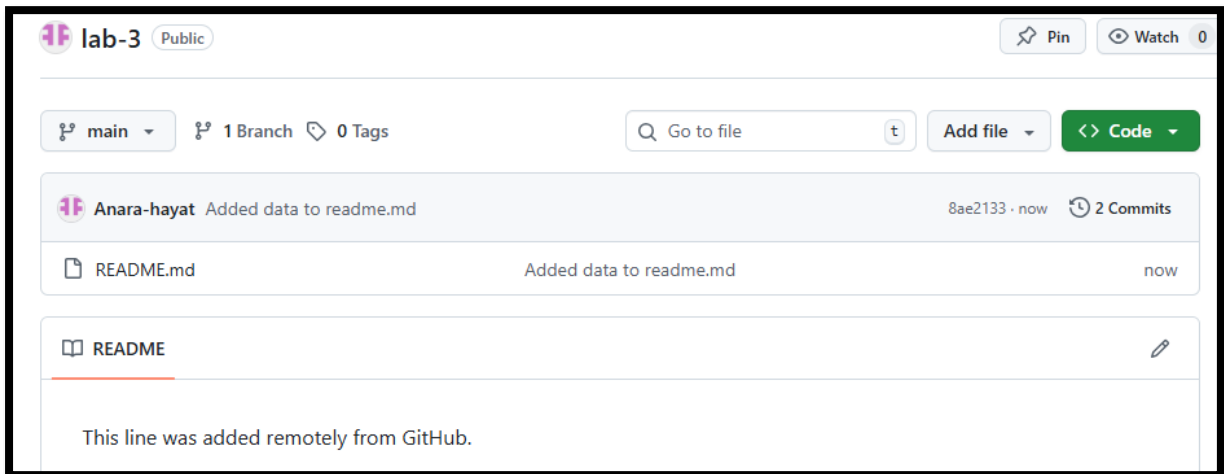 lab-3 Public Pin Watch 0
main 1 Branch 0 Tags Go to file t Add file <> Code
Anara-hayat Added data to readme.md 8ae2133 · now 2 Commits
README.md Added data to readme.md now
README
This line was added remotely from GitHub.